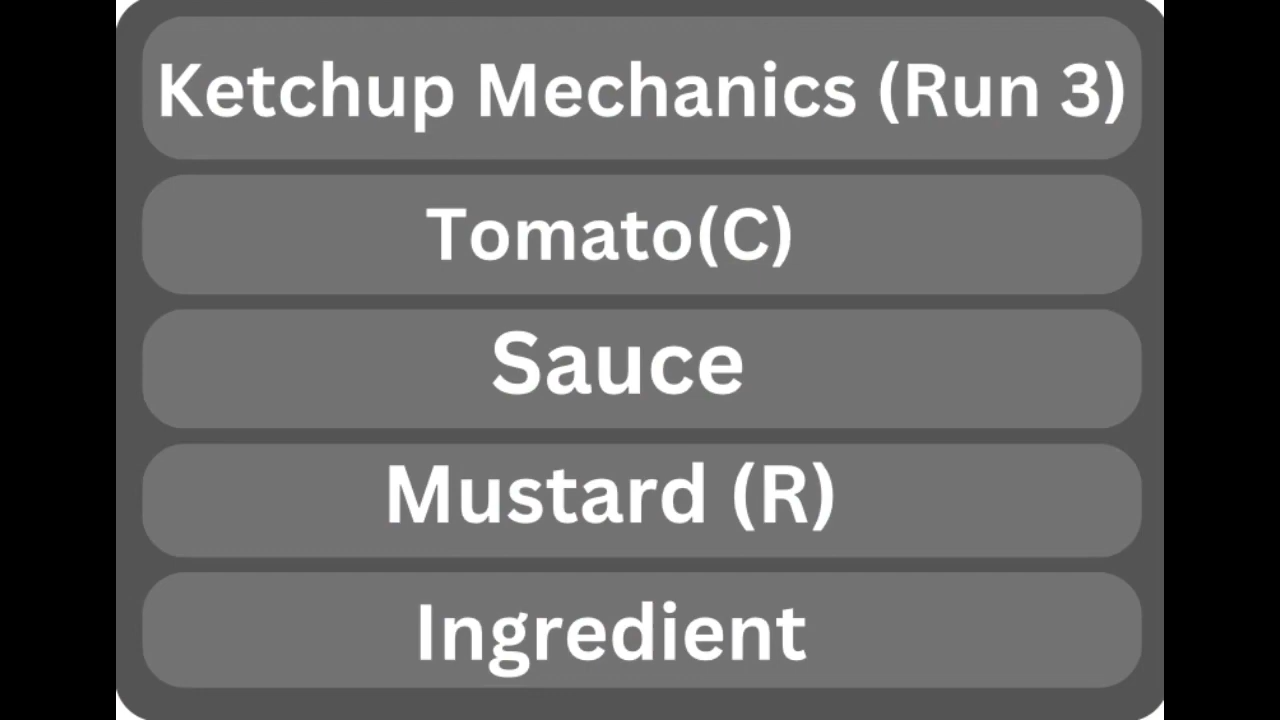 Ketchup Mechanics (Run 3)
Tomato(C)
Sauce
Mustard (R)
Ingredient